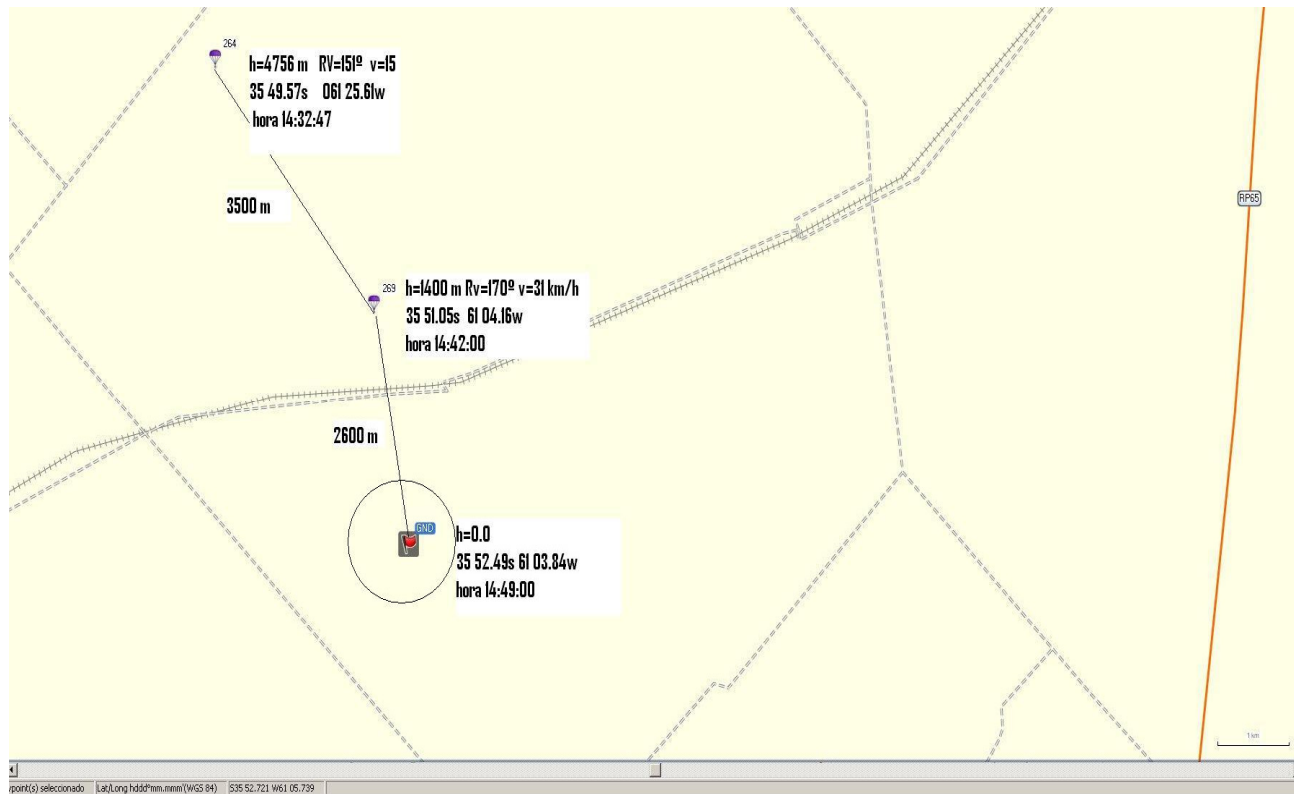 264
h=4756 m RV=151º v=15
35 49.57s 061 25.61w
hora 14:32:47
3500 m
RP65
269
h=1400 m Rv=170º v=31 km/h
35 51.05s 61 04.16w
hora 14:42:00
2600 m
GND
h=0.0
35 52.49s 61 03.84w
hora 14:49:00
1 km
ypoint(s) seleccionado
Lat/Long hddd°mm.mmm'(WGS 84)
S35 52.721 W61 05.739